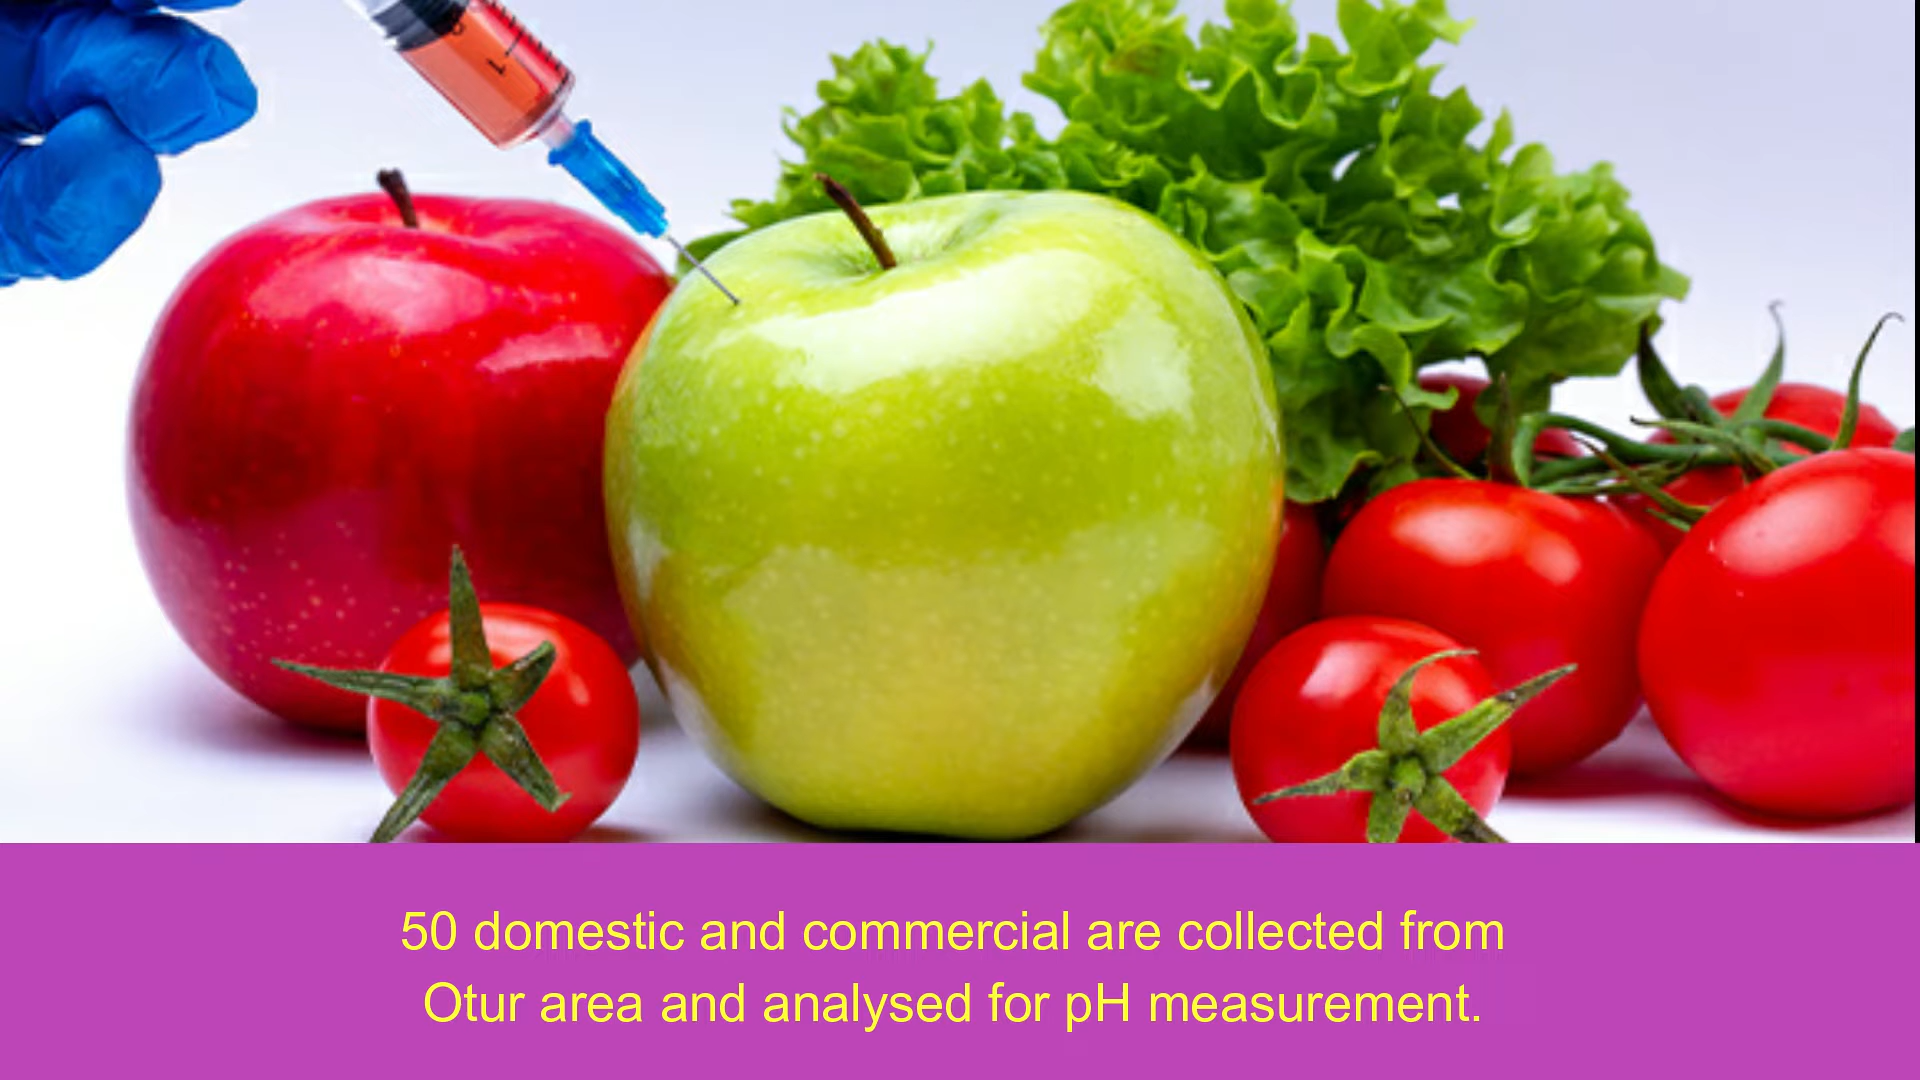 50 domestic and commercial are collected from
Otur area and analysed for pH measurement.